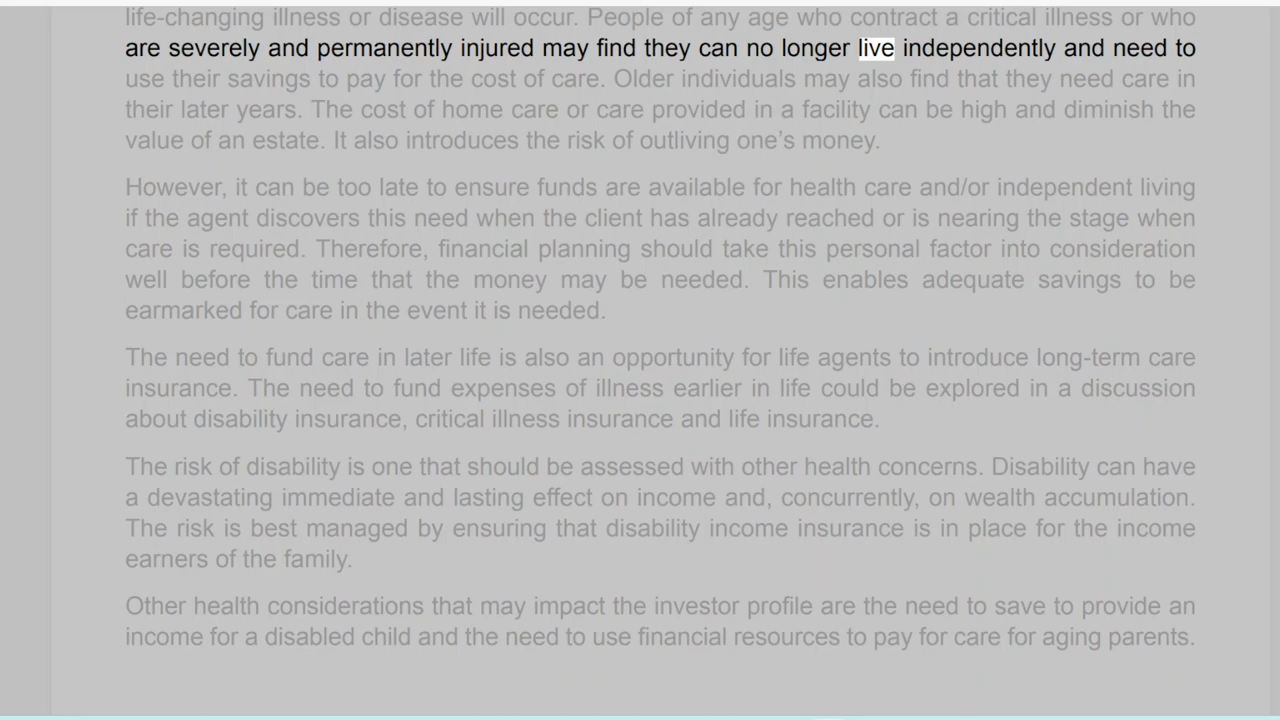 life-changing illness or disease will occur. People of any age who contract a critical illness or who
are severely and permanently injured may find they can no longer live independently and need to
use their savings to pay for the cost of care. Older individuals may also find that they need care in
their later years. The cost of home care or care provided in a facility can be high and diminish the
value of an estate. It also introduces the risk of outliving one’s money.
However, it can be too late to ensure funds are available for health care and/or independent living
if the agent discovers this need when the client has already reached or is nearing the stage when
care is required. Therefore, financial planning should take this personal factor into consideration
well before the time that the money may be needed. This enables adequate savings to be
earmarked for care in the event it is needed.
The need to fund care in later life is also an opportunity for life agents to introduce long-term care
insurance. The need to fund expenses of illness earlier in life could be explored in a discussion
about disability insurance, critical illness insurance and life insurance.
The risk of disability is one that should be assessed with other health concerns. Disability can have
a devastating immediate and lasting effect on income and, concurrently, on wealth accumulation.
The risk is best managed by ensuring that disability income insurance is in place for the income
earners of the family.
Other health considerations that may impact the investor profile are the need to save to provide an
income for a disabled child and the need to use financial resources to pay for care for aging parents.